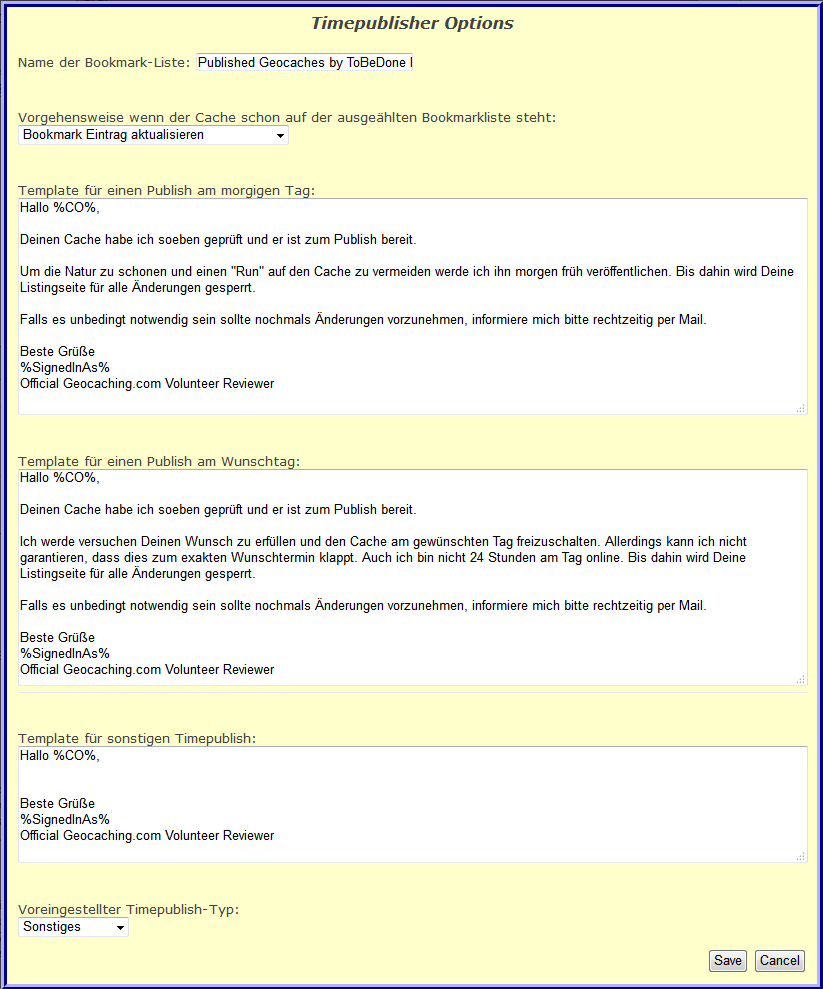 Timepublisher Options
Name der Bookmark-Liste: Published Geocaches by ToBeDone
Vorgehensweise wenn der Cache schon auf der ausgeählten Bookmarkliste steht:
Bookmark Eintrag aktualisieren
Template für einen Publish am morgigen Tag:
Hallo %CO%,
Deinen Cache habe ich soeben geprüft und er ist zum Publish bereit.
Um die Natur zu schonen und einen "Run" auf den Cache zu vermeiden werde ich ihn morgen früh veröffentlichen. Bis dahin wird Deine
Listingseite für alle Änderungen gesperrt.
Falls es unbedingt notwendig sein sollte nochmals Änderungen vorzunehmen, informiere mich bitte rechtzeitig per Mail.
Beste Grüße
%SignedInAs%
Official Geocaching.com Volunteer Reviewer
Template für einen Publish am Wunschtag:
Hallo %CO%,
Deinen Cache habe ich soeben geprüft und er ist zum Publish bereit.
Ich werde versuchen Deinen Wunsch zu erfüllen und den Cache am gewünschten Tag freizuschalten. Allerdings kann ich nicht
garantieren, dass dies zum exakten Wunschtermin klappt. Auch ich bin nicht 24 Stunden am Tag online. Bis dahin wird Deine
Listingseite für alle Änderungen gesperrt.
Falls es unbedingt notwendig sein sollte nochmals Änderungen vorzunehmen, informiere mich bitte rechtzeitig per Mail.
Beste Grüße
%SignedInAs%
Official Geocaching.com Volunteer Reviewer
Template für sonstigen Timepublish:
Hallo %CO%,
Beste Grüße
%SignedInAs%
Official Geocaching.com Volunteer Reviewer
Voreingestellter Timepublish-Typ:
Sonstiges
Save Cancel